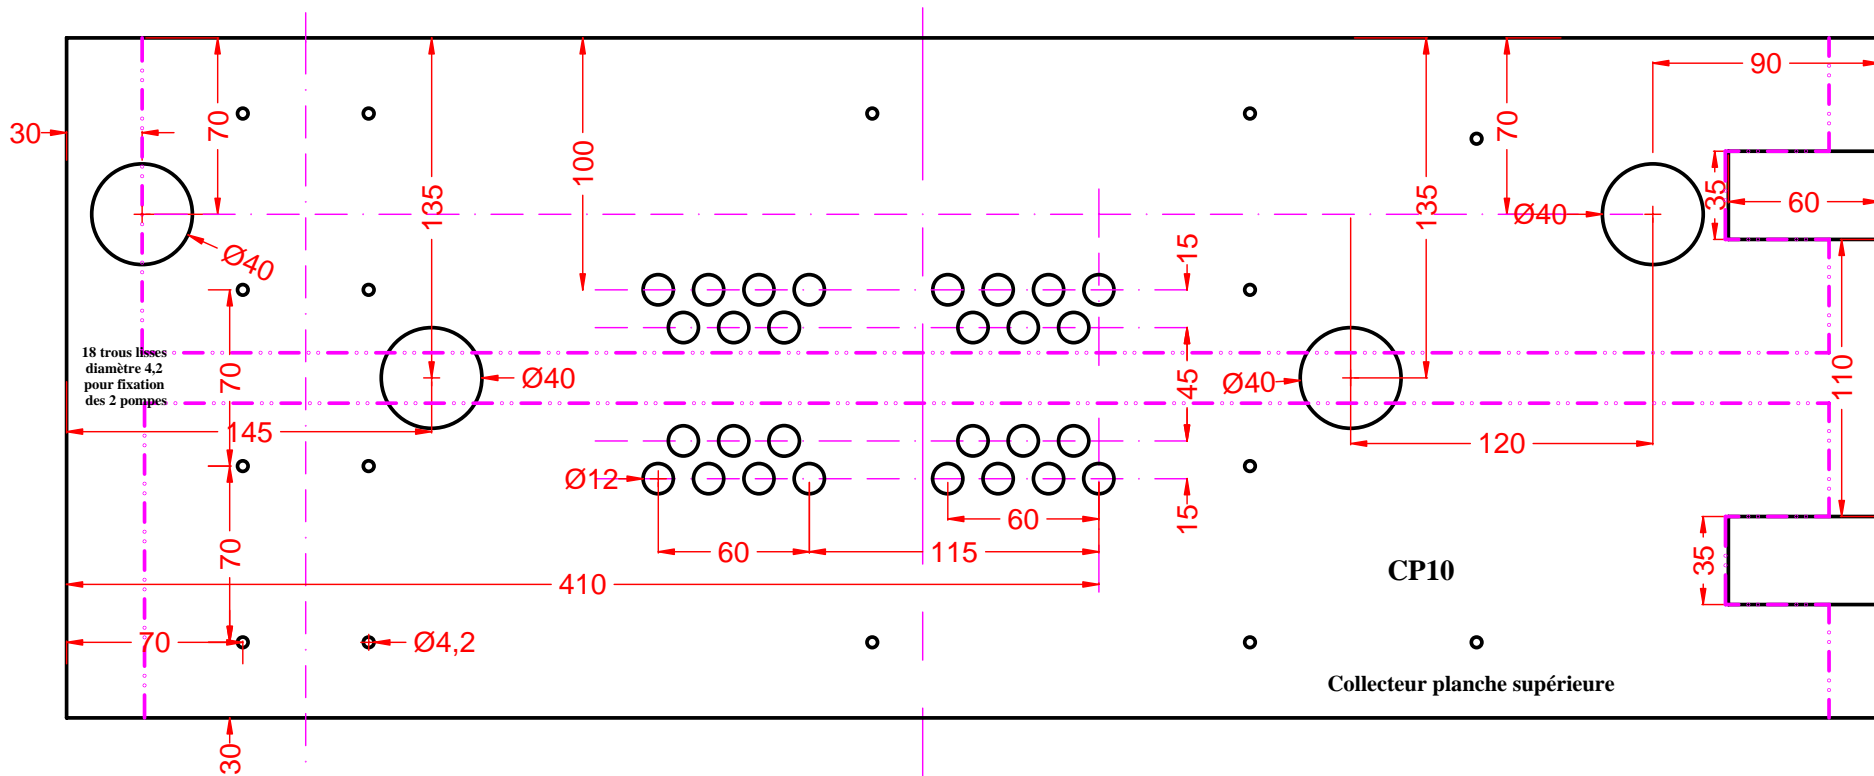 90
30
70
135
100
135
70
35
60
Ø40
Ø40
15
18 trous lisses
diamètre 4,2
pour fixation
des 2 pompes
70
Ø40
Ø40
45
110
145
120
Ø12
60
15
60
115
410
CP10
35
70
70
Ø4,2
Collecteur planche supérieure
30